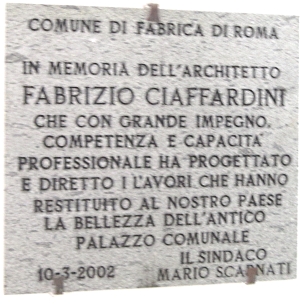 COMUNE DI FABRICA DI ROMA
IN MEMORIA DELL'ARCHITETTO
FABRIZIO CIAFFARDINI
CHE CON GRANDE IMPEGNO,
COMPETENZA E CAPACITA'
PROFESSIONALE HA PROGETTATO
E DIRETTO I LAVORI CHE HANNO
RESTITUITO AL NOSTRO PAESE
LA BELLEZZA DELL'ANTICO
PALAZZO COMUNALE
IL SINDACO
10-3-2002 MARIO SCARNATI